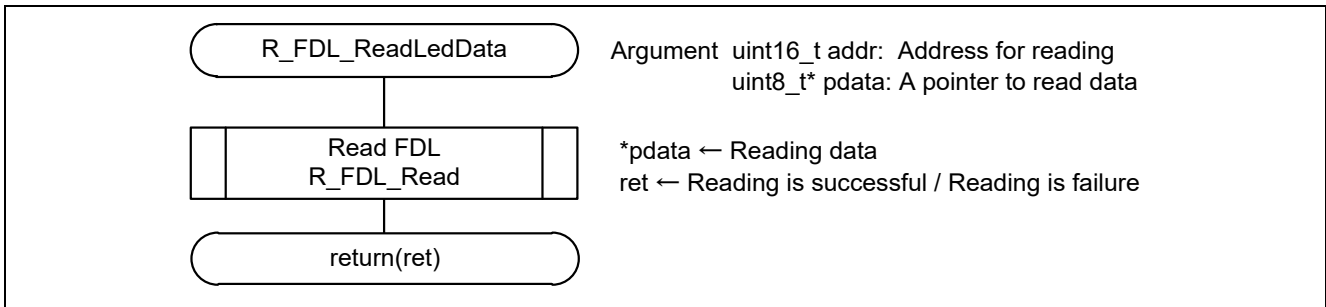 R_FDL_ReadLedData
Argument uint16_t addr: Address for reading
uint8_t* pdata: A pointer to read data
Read FDL
R_FDL_Read
*pdata ← Reading data
ret ← Reading is successful / Reading is failure
return(ret)